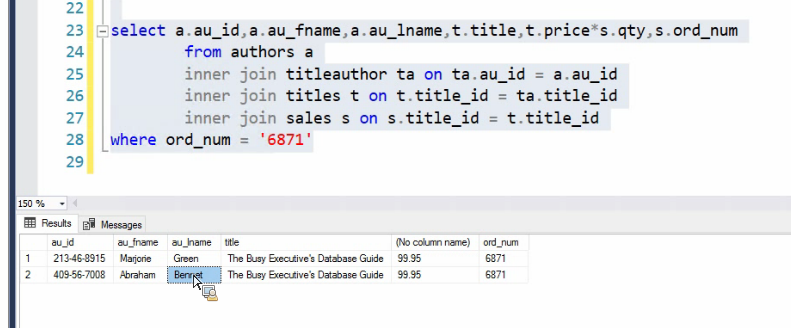 22
23 select a.au_id,a.au_fname,a.au_lname,t.title,t.price*s.qty,s.ord_num
24 from authors a
25 inner join titleauthor ta on ta.au_id = a.au_id
26 inner join titles t on t.title_id = ta.title_id
27 inner join sales s on s.title_id = t.title_id
28 where ord_num = '6871'
29
150 %
Results Messages
au_id au_fname au_lname title (No column name) ord_num
1 213-46-8915 Marjorie Green The Busy Executive's Database Guide 99.95 6871
2 409-56-7008 Abraham Bennet The Busy Executive's Database Guide 99.95 6871